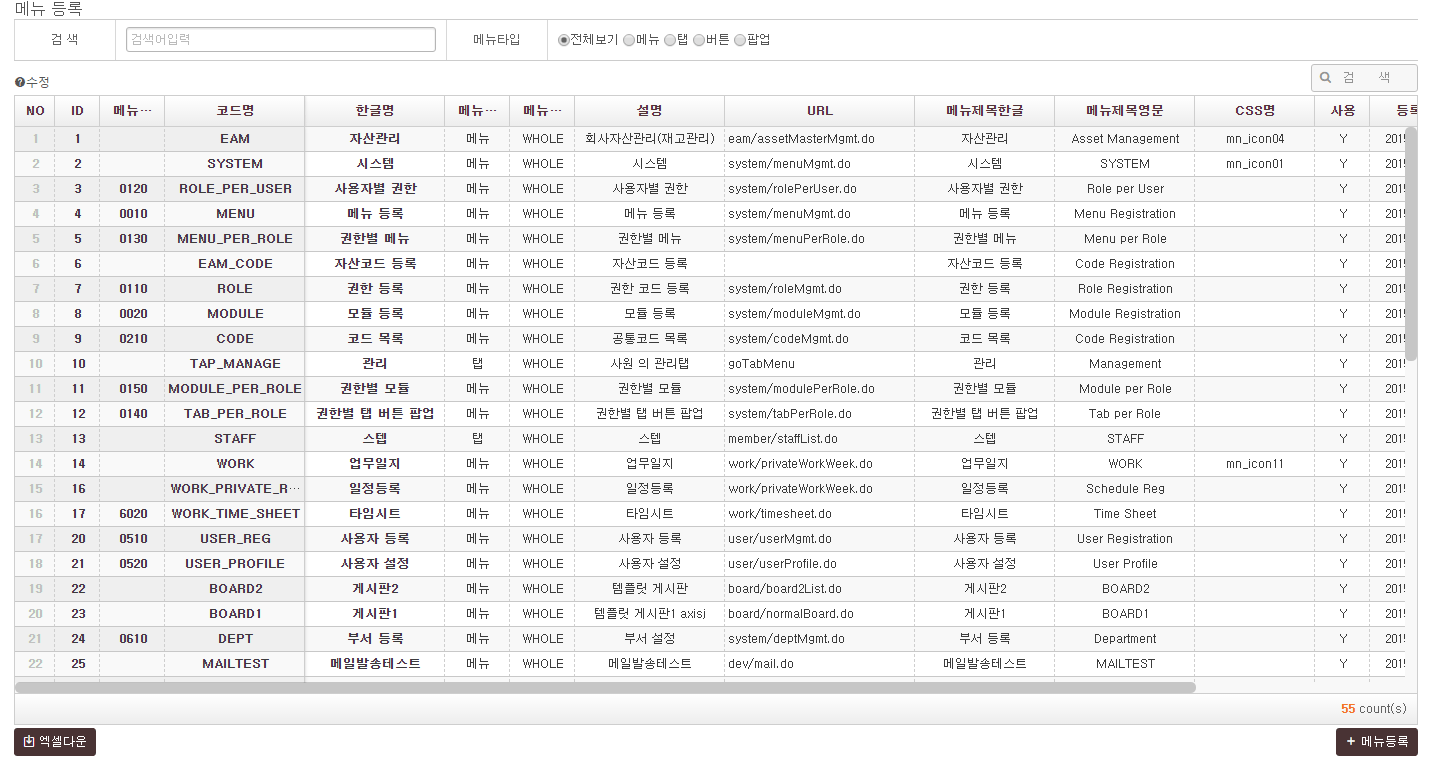 메뉴 등록
검 색 검색어입력 메뉴타입 전체보기 메뉴 탭 버튼 팝업
수정 검 색
NO ID 메뉴… 코드명 한글명 메뉴… 메뉴… 설명 URL 메뉴제목한글 메뉴제목영문 CSS명 사용 등록
1 1 EAM 자산관리 메뉴 WHOLE 회사자산관리(재고관리) eam/assetMasterMgmt.do 자산관리 Asset Management mn_icon04 Y 201
2 2 SYSTEM 시스템 메뉴 WHOLE 시스템 system/menuMgmt.do 시스템 SYSTEM mn_icon01 Y 201
3 3 0120 ROLE_PER_USER 사용자별 권한 메뉴 WHOLE 사용자별 권한 system/rolePerUser.do 사용자별 권한 Role per User Y 201
4 4 0010 MENU 메뉴 등록 메뉴 WHOLE 메뉴 등록 system/menuMgmt.do 메뉴 등록 Menu Registration Y 201
5 5 0130 MENU_PER_ROLE 권한별 메뉴 메뉴 WHOLE 권한별 메뉴 system/menuPerRole.do 권한별 메뉴 Menu per Role Y 201
6 6 EAM_CODE 자산코드 등록 메뉴 WHOLE 자산코드 등록 자산코드 등록 Code Registration Y 201
7 7 0110 ROLE 권한 등록 메뉴 WHOLE 권한 코드 등록 system/roleMgmt.do 권한 등록 Role Registration Y 201
8 8 0020 MODULE 모듈 등록 메뉴 WHOLE 모듈 등록 system/moduleMgmt.do 모듈 등록 Module Registration Y 201
9 9 0210 CODE 코드 목록 메뉴 WHOLE 공통코드 목록 system/codeMgmt.do 코드 목록 Code Registration Y 201
10 10 TAP_MANAGE 관리 탭 WHOLE 사원 의 관리탭 goTabMenu 관리 Management Y 201
11 11 0150 MODULE_PER_ROLE 권한별 모듈 메뉴 WHOLE 권한별 모듈 system/modulePerRole.do 권한별 모듈 Module per Role Y 201
12 12 0140 TAB_PER_ROLE 권한별 탭 버튼 팝업 메뉴 WHOLE 권한별 탭 버튼 팝업 system/tabPerRole.do 권한별 탭 버튼 팝업 Tab per Role Y 201
13 13 STAFF 스텝 탭 WHOLE 스텝 member/staffList.do 스텝 STAFF Y 201
14 14 WORK 업무일지 메뉴 WHOLE 업무일지 work/privateWorkWeek.do 업무일지 WORK mn_icon11 Y 201
15 16 WORK_PRIVATE_R… 일정등록 메뉴 WHOLE 일정등록 work/privateWorkWeek.do 일정등록 Schedule Reg Y 201
16 17 6020 WORK_TIME_SHEET 타임시트 메뉴 WHOLE 타임시트 work/timesheet.do 타임시트 Time Sheet Y 201
17 20 0510 USER_REG 사용자 등록 메뉴 WHOLE 사용자 등록 user/userMgmt.do 사용자 등록 User Registration Y 201
18 21 0520 USER_PROFILE 사용자 설정 메뉴 WHOLE 사용자 설정 user/userProfile.do 사용자 설정 User Profile Y 201
19 22 BOARD2 게시판2 메뉴 WHOLE 템플릿 게시판 board/board2List.do 게시판2 BOARD2 Y 201
20 23 BOARD1 게시판1 메뉴 WHOLE 템플릿 게시판1 axisj board/normalBoard.do 게시판1 BOARD1 Y 201
21 24 0610 DEPT 부서 등록 메뉴 WHOLE 부서 설정 system/deptMgmt.do 부서 등록 Department Y 201
22 25 MAILTEST 메일발송테스트 메뉴 WHOLE 메일발송테스트 dev/mail.do 메일발송테스트 MAILTEST Y 201
55 count(s)
엑셀다운 + 메뉴등록